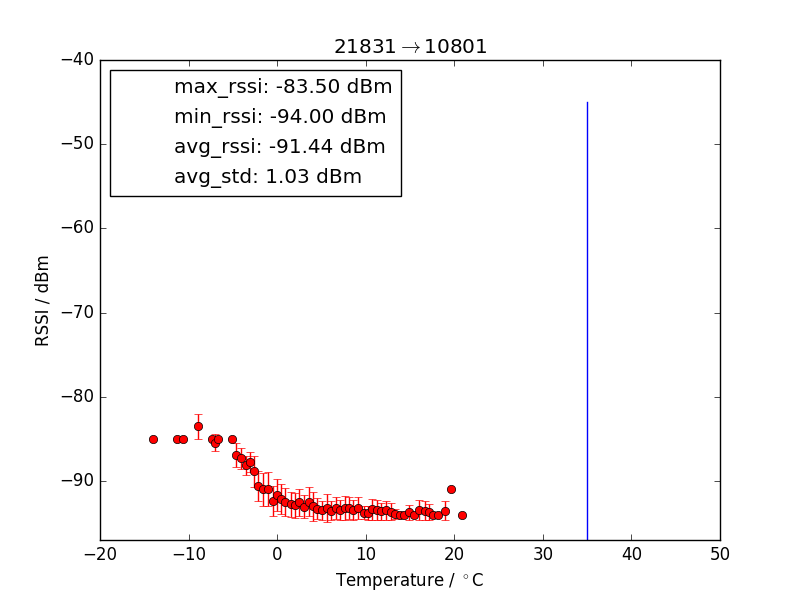 21831→10801
max_rssi: -83.50 dBm
min_rssi: -94.00 dBm
avg_rssi: -91.44 dBm
avg_std: 1.03 dBm
−40
−50
−60
−70
−80
−90
RSSI / dBm
−20
−10
0
10
20
30
40
50
Temperature / °C